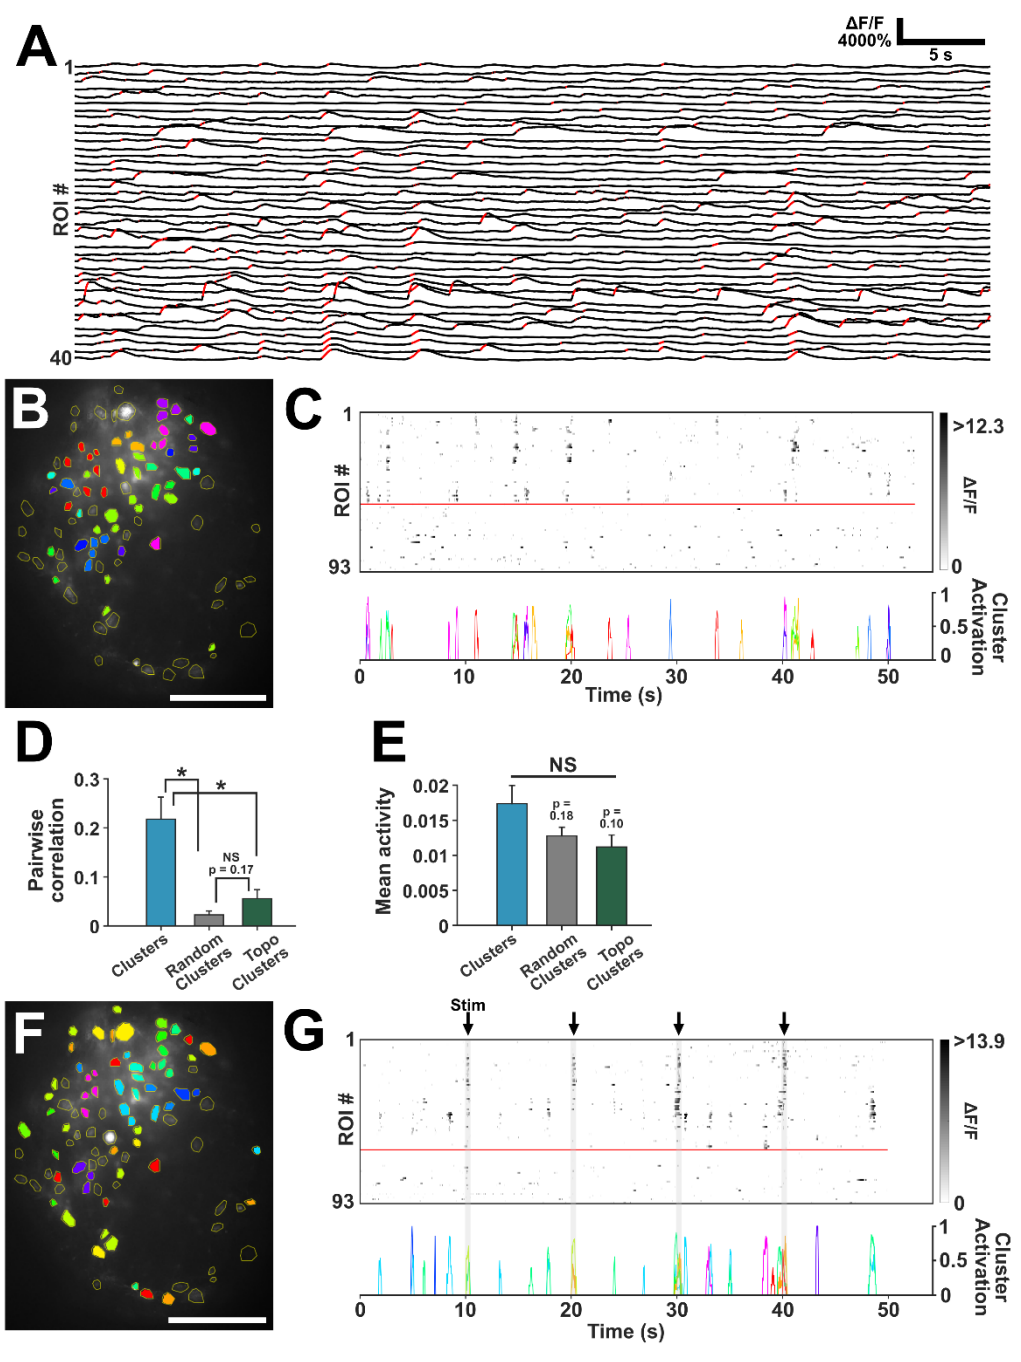 A
ΔF/F
4000%
5 s
1
ROI #
40
B
C
1
ROI #
93
>12.3
ΔF/F
0
1
0.5
0
Cluster
Activation
0
10
20
30
40
50
Time (s)
D
0.3
0.2
0.1
0
Pairwise
correlation
*
*
NS
p = 0.17
Clusters
Random
Clusters
Topo
Clusters
E
NS
0.02
0.015
0.01
0.005
0
Mean activity
p =
0.18
p =
0.10
Clusters
Random
Clusters
Topo
Clusters
F
G
Stim
1
ROI #
93
>13.9
ΔF/F
0
1
0.5
0
Cluster
Activation
0
10
20
30
40
50
Time (s)